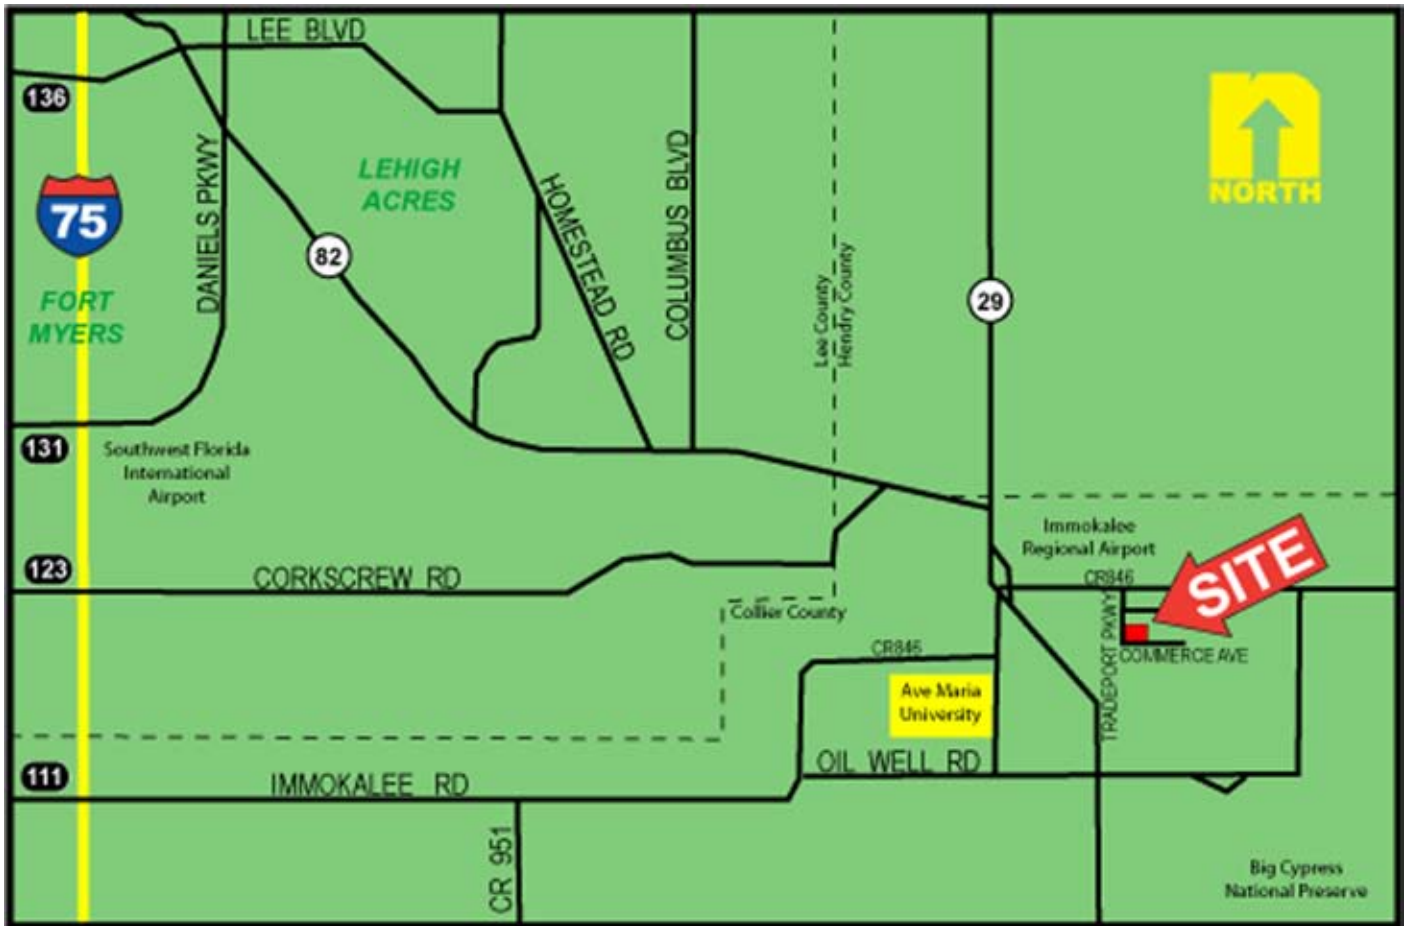 LEE BLVD
136
75
FORT
MYERS
DANIELS PKWY
82
LEHIGH
ACRES
HOMESTEAD RD
COLUMBUS BLVD
Lee County
Hendry County
29
n
NORTH
131
Southwest Florida
International
Airport
Immokalee
Regional Airport
SITE
123
CORKSCREW RD
CR846
Collier County
TRADEPORT PKWY
COMMERCE AVE
CR846
Ave Maria
University
OIL WELL RD
111
IMMOKALEE RD
CR 951
Big Cypress
National Preserve